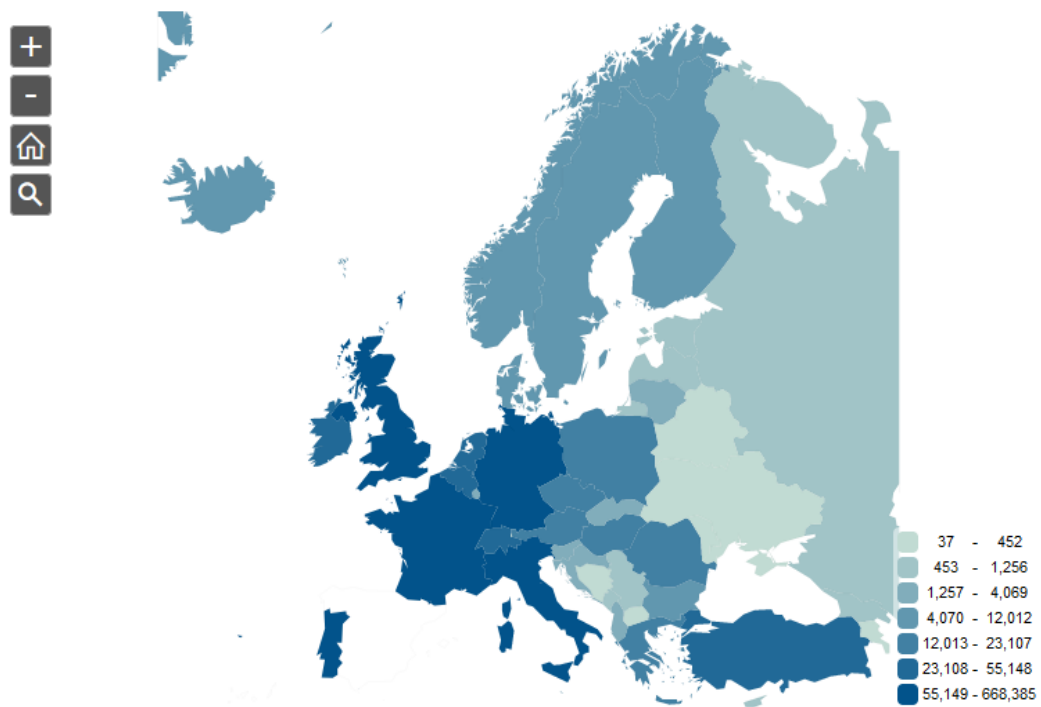 +
-
37 - 452
453 - 1,256
1,257 - 4,069
4,070 - 12,012
12,013 - 23,107
23,108 - 55,148
55,149 - 668,385